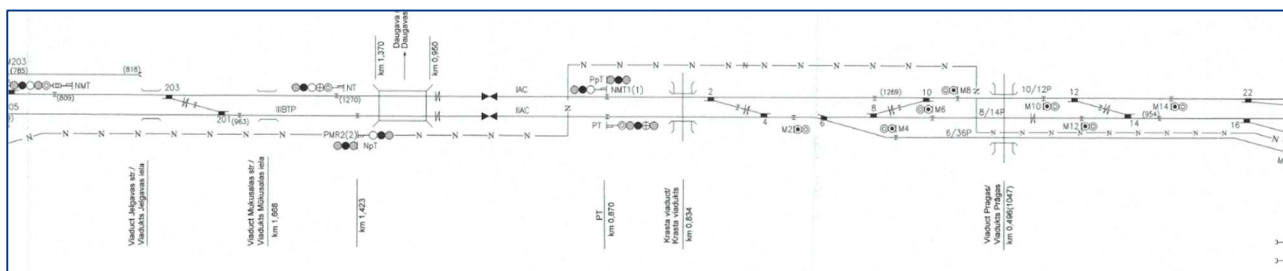 M203
(785)
(818)
NMT
(809)
203
201
(963)
IIIBTP
NT
(1270)
PMR2(2)
NpT
km 1,370
Daugava
Daugavas
km 0,950
IAC
IIAC
N
PpT
NMT1(1)
PT
2
4
M2
6
8
10
M8
M6
M4
(1269)
8/14P
6/36P
10/12P
M10
M12
12
14
(954)
M14
22
16
Viaduct Jelgavas str./
Viadukts Jelgavas iela
Viaduct Mukusalas str./
Viadukts Mūkusalas iela
km 1,668
km 1,423
PT
km 0,870
Krasta viaduct/
Krasta viadukts
km 0,834
Viaduct Pragas/
Viadukts Prāgas
km 0,496(1047)